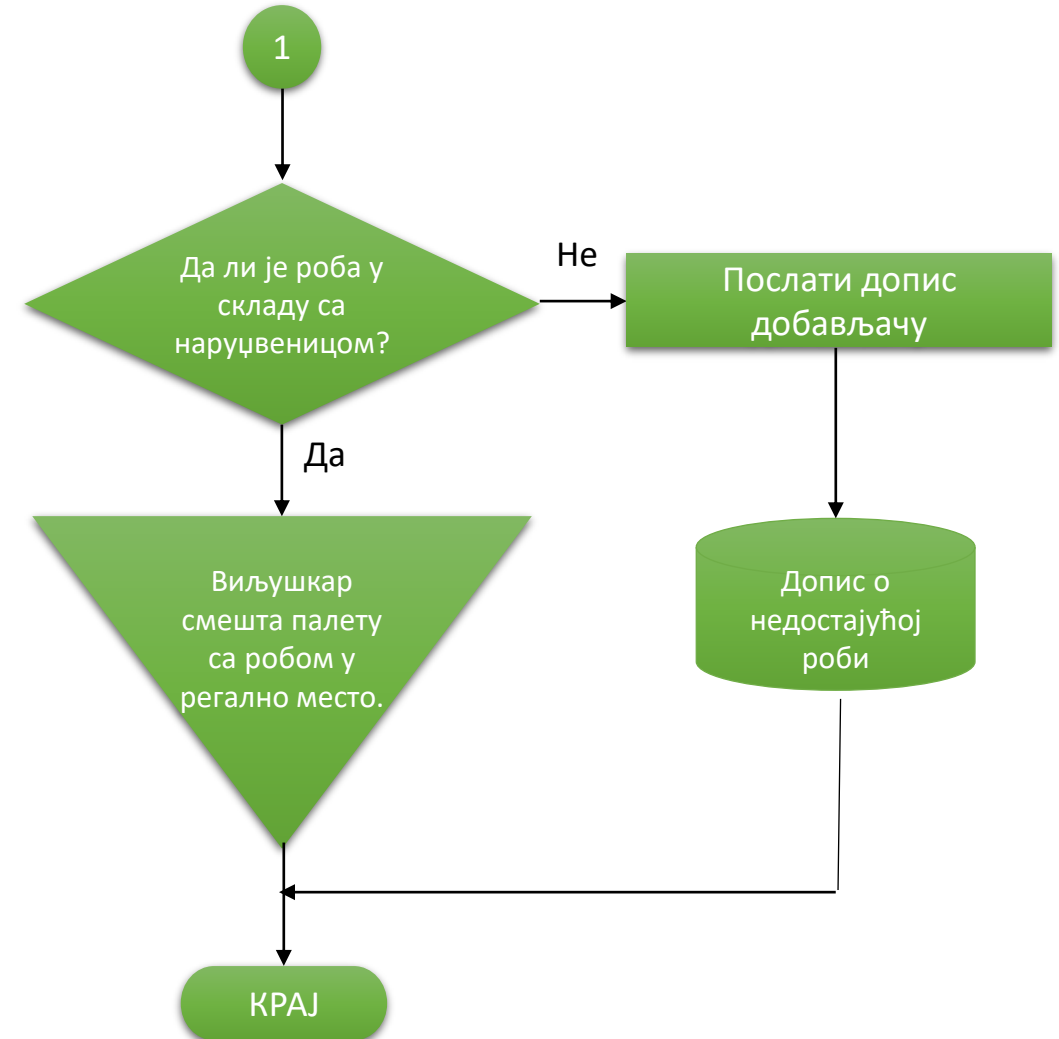 1
Да ли је роба у
складу са
наруџвеницом?
Не
Послати допис
добављачу
Да
Виљушкар
смешта палету
са робом у
регално место.
Допис о
недостајућој
роби
КРАЈ